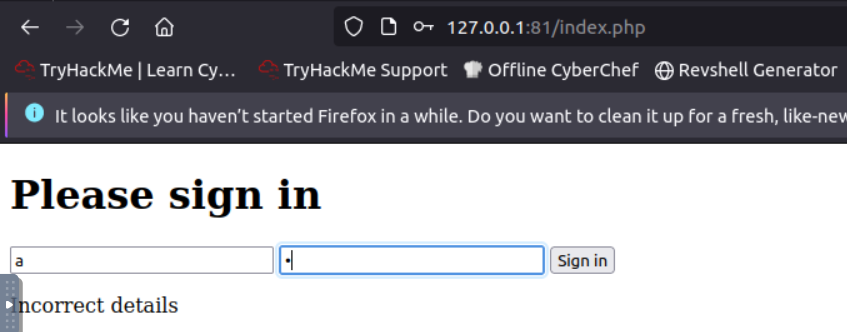 127.0.0.1:81/index.php
TryHackMe | Learn Cy... TryHackMe Support Offline CyberChef Revshell Generator
It looks like you haven’t started Firefox in a while. Do you want to clean it up for a fresh, like-new
Please sign in
a • Sign in
Incorrect details